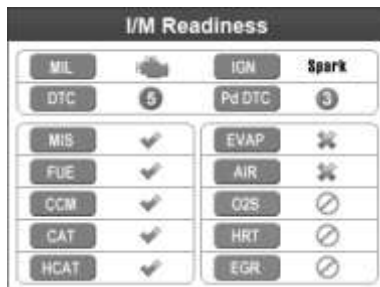 I/M Readiness
MIL IGN Spark
DTC 5 Pd DTC 3
MIS EVAP
FUE AIR
CCM O2S
CAT HRT
HCAT EGR